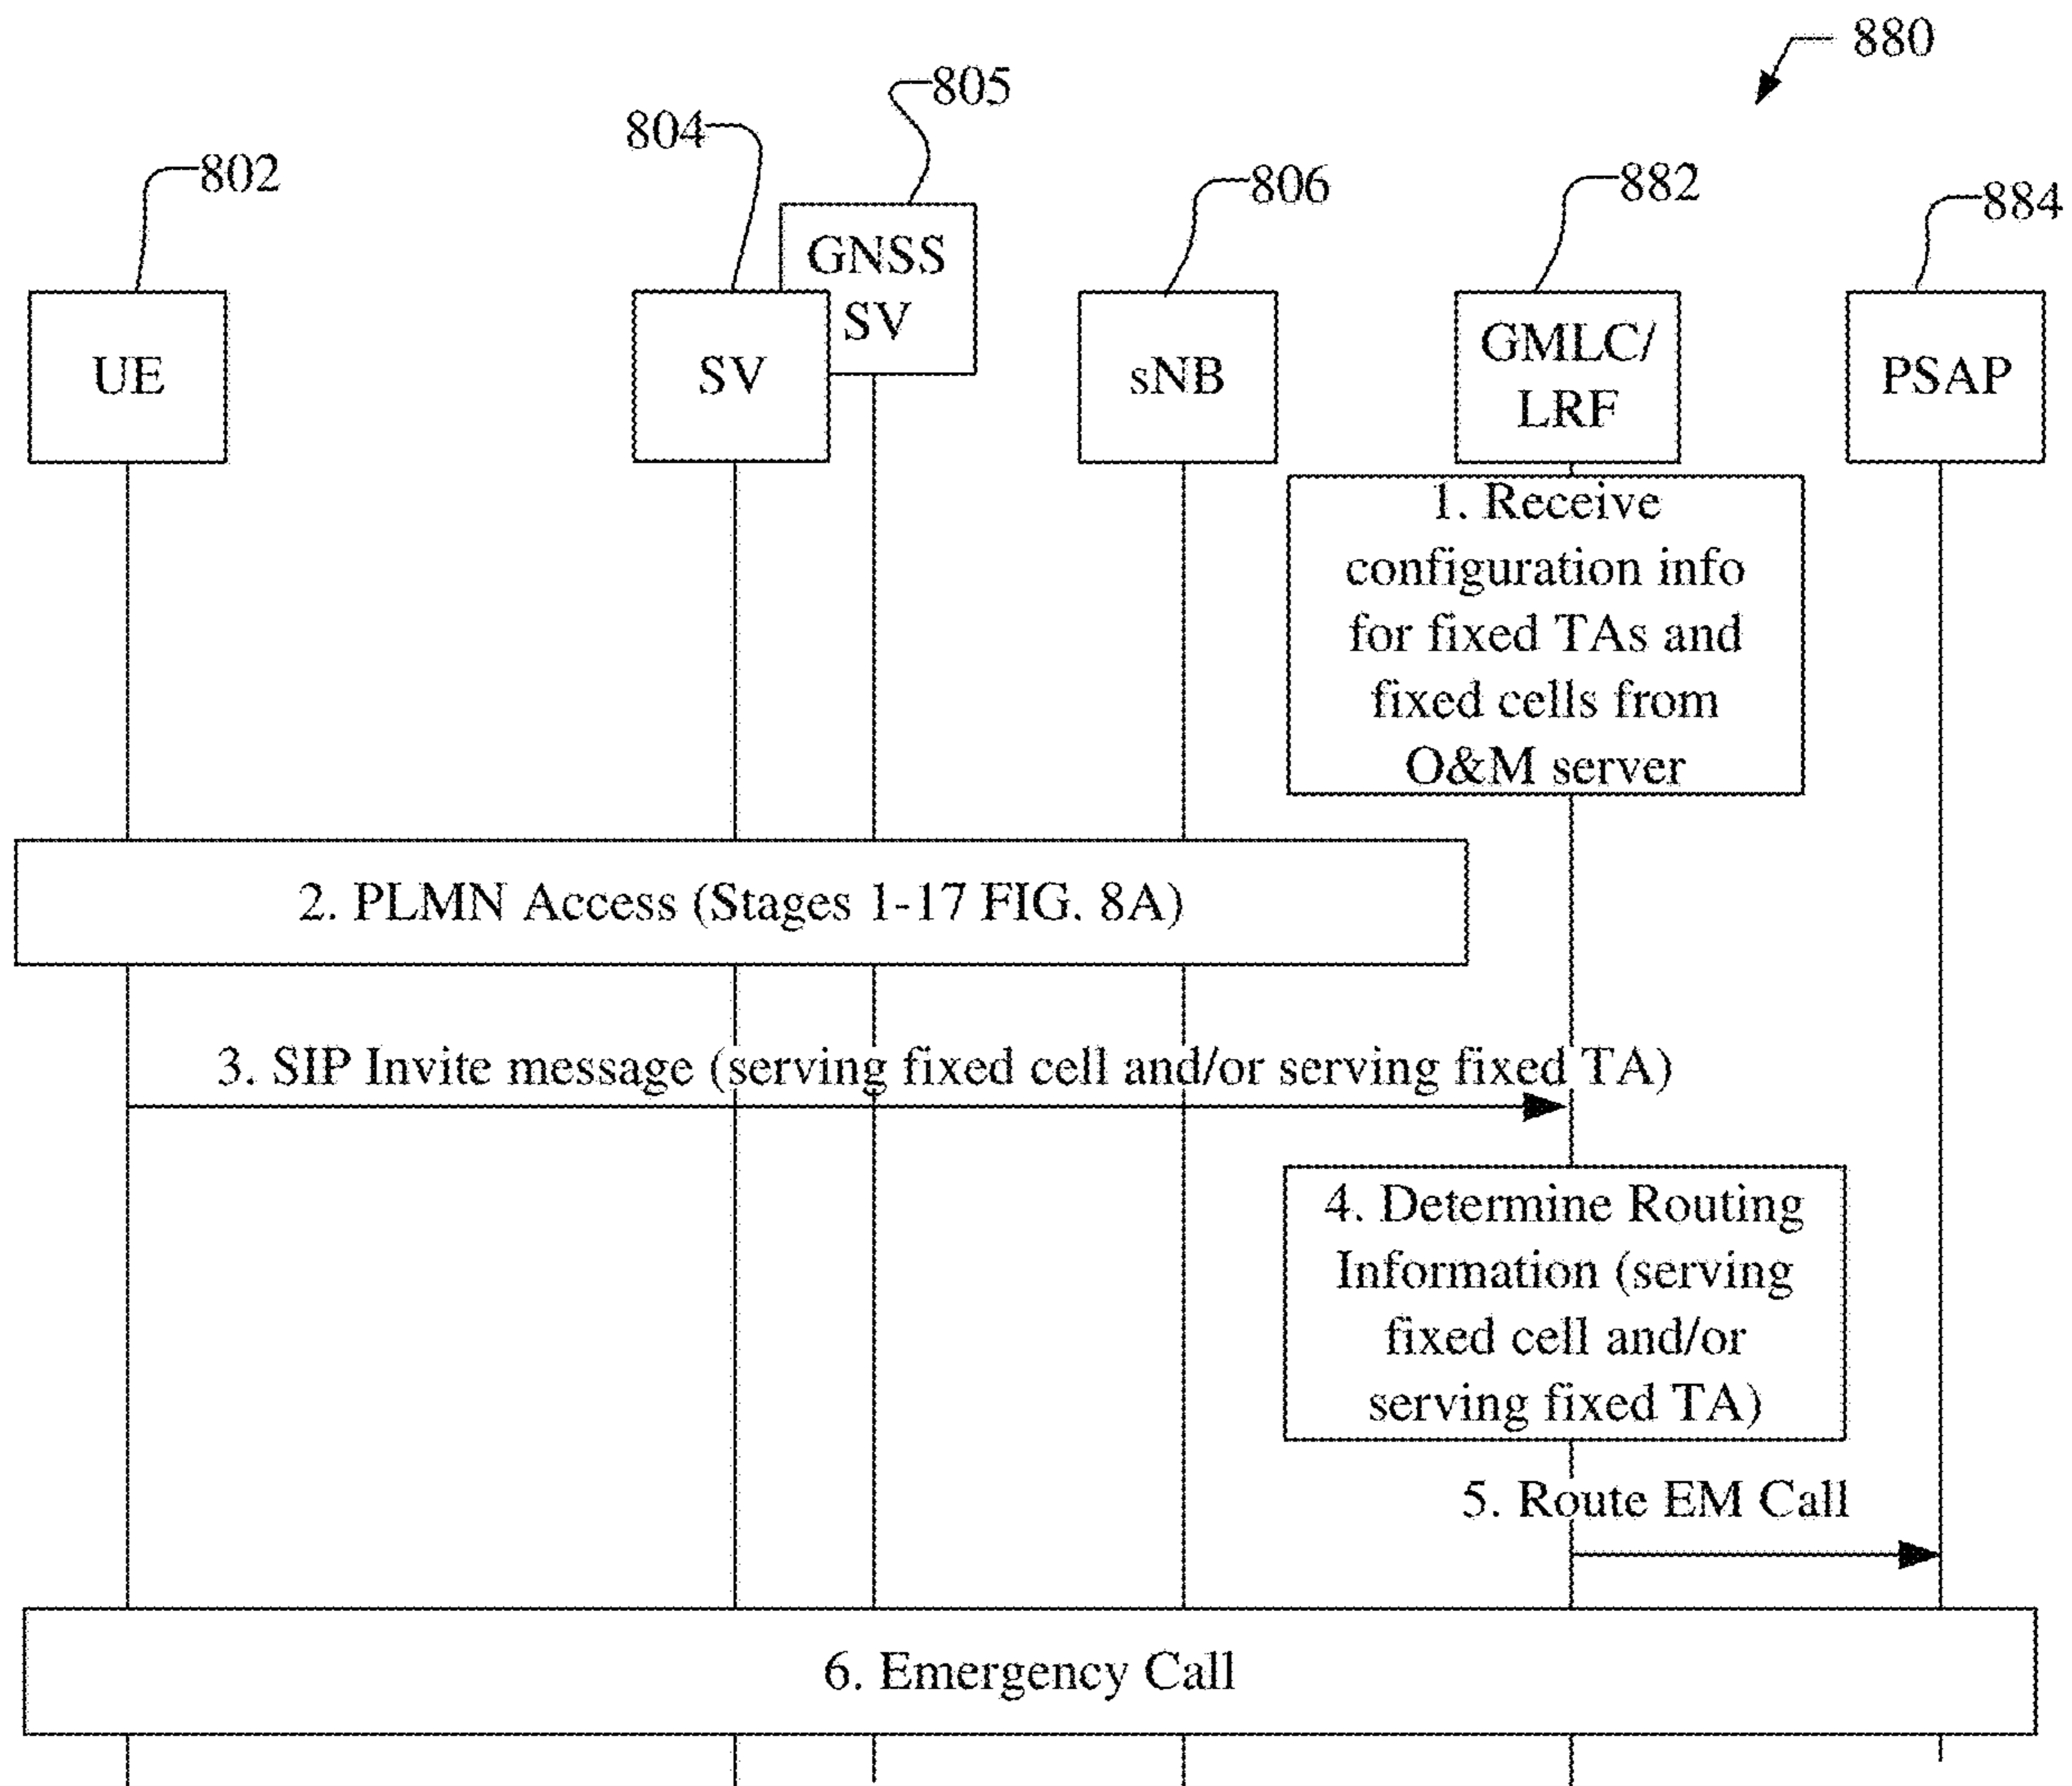 880
805
804
802
806
882
884
GNSS
SV
UE
SV
sNB
GMLC/
LRF
PSAP
1. Receive
configuration info
for fixed TAs and
fixed cells from
O&M server
2. PLMN Access (Stages 1-17 FIG. 8A)
3. SIP Invite message (serving fixed cell and/or serving fixed TA)
4. Determine Routing
Information (serving
fixed cell and/or
serving fixed TA)
5. Route EM Call
6. Emergency Call